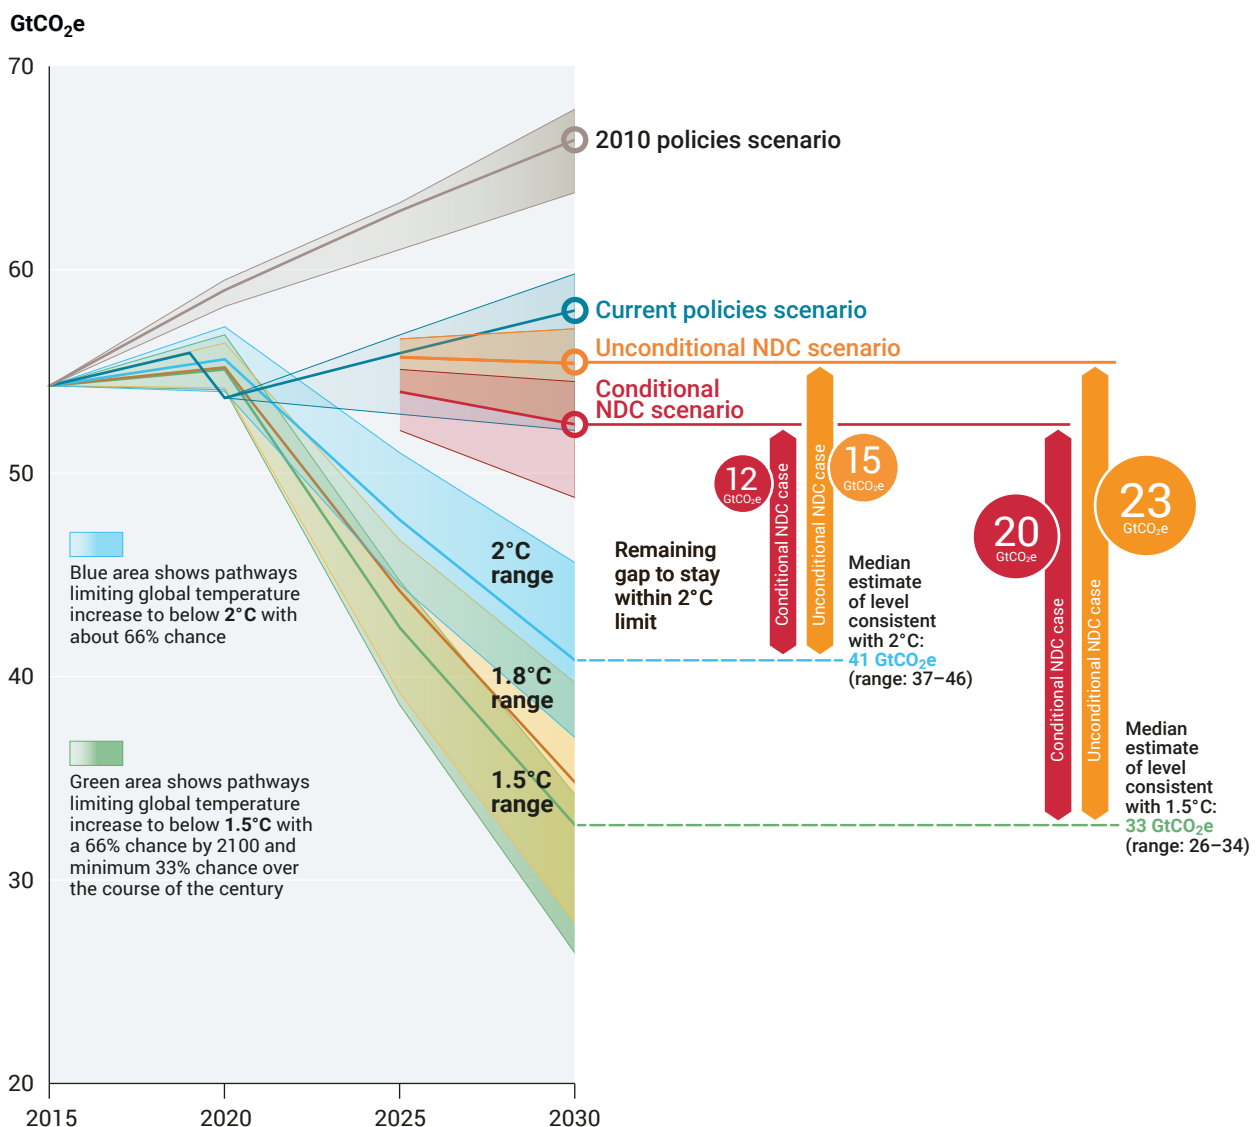 GtCO₂e
70
60
50
40
30
20
2015
2020
2025
2030
2010 policies scenario
Current policies scenario
Unconditional NDC scenario
Conditional
NDC scenario
2°C
range
1.8°C
range
1.5°C
range
Blue area shows pathways
limiting global temperature
increase to below 2°C with
about 66% chance
Green area shows pathways
limiting global temperature
increase to below 1.5°C with
a 66% chance by 2100 and
minimum 33% chance over
the course of the century
Remaining
gap to stay
within 2°C
limit
12
GtCO₂e
Conditional NDC case
Unconditional NDC case
15
GtCO₂e
Median
estimate
of level
consistent
with 2°C:
41 GtCO₂e
(range: 37–46)
20
GtCO₂e
Conditional NDC case
Unconditional NDC case
23
GtCO₂e
Median
estimate
of level
consistent
with 1.5°C:
33 GtCO₂e
(range: 26–34)